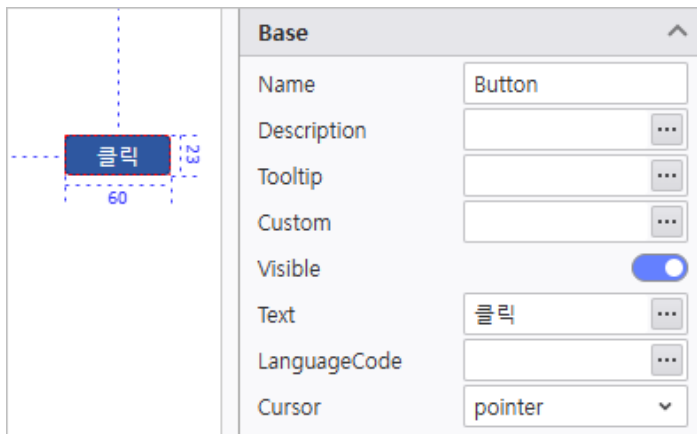 클릭
23
60
Base
Name Button
Description ...
Tooltip ...
Custom ...
Visible
Text 클릭 ...
LanguageCode ...
Cursor pointer